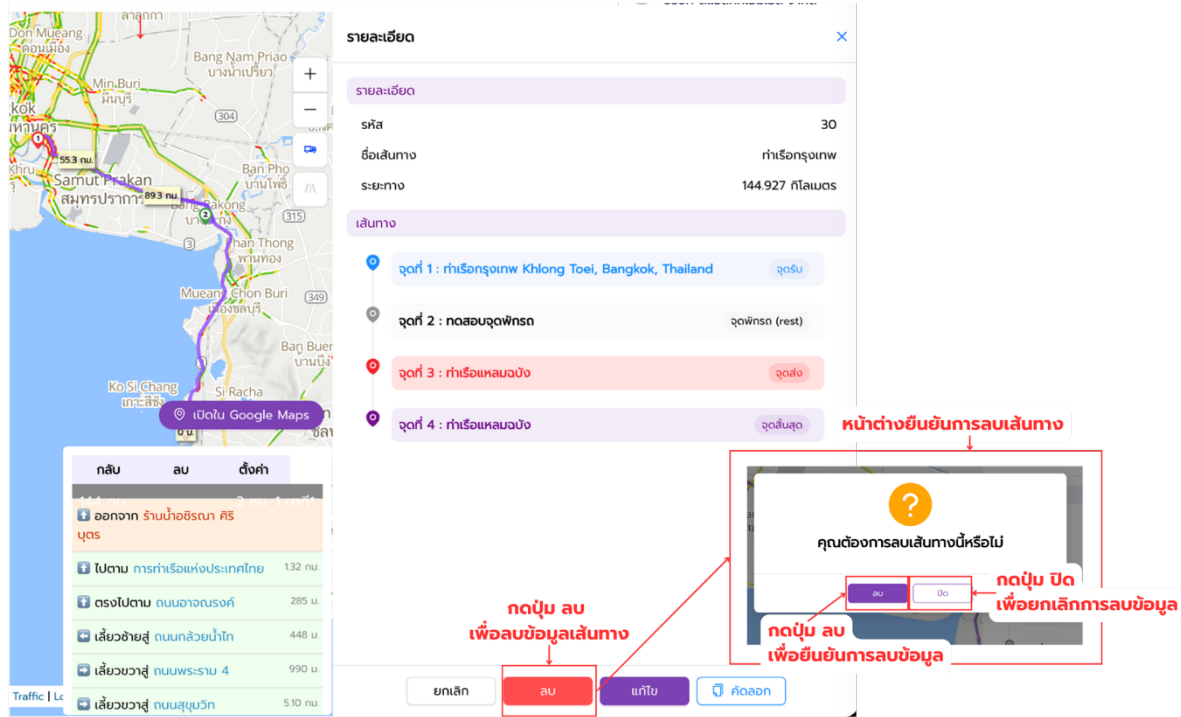 ลาลูกกา
Don Mueang
ดอนเมือง
Bang Nam Priao
บางน้ำเปรี้ยว
Min Buri
มีนบุรี
304
kok
1
55.3 กม.
Samut Prakan
สมุทรปราการ
89.3 กม.
Bang Pakong
Ban Pho
บ้านโพธิ์
2
315
3
Phan Thong
พานทอง
Mueang Chon Buri
เมืองชลบุรี
349
Ban Bueng
บ้านบึง
Ko Si Chang
เกาะสีชัง
Si Racha
เปิดใน Google Maps
กลับ ลบ ตั้งค่า
ออกจาก ร้านน้ำอชิรณา ศิริ
บุตร
ไปตาม การท่าเรือแห่งประเทศไทย 132 กม.
ตรงไปตาม ถนนอาจณรงค์ 285 ม.
เลี้ยวซ้ายสู่ ถนนกล้วยน้ำไท 448 ม.
เลี้ยวขวาสู่ ถนนพระราม 4 990 ม.
เลี้ยวขวาสู่ ถนนสุขุมวิท 5.10 กม.
Traffic | Lo
รายละเอียด
รายละเอียด
รหัส 30
ชื่อเส้นทาง ท่าเรือกรุงเทพ
ระยะทาง 144.927 กิโลเมตร
เส้นทาง
จุดที่ 1 : ท่าเรือกรุงเทพ Khlong Toei, Bangkok, Thailand จุดรับ
จุดที่ 2 : ทดสอบจุดพักรถ จุดพักรถ (rest)
จุดที่ 3 : ท่าเรือแหลมฉบัง จุดส่ง
จุดที่ 4 : ท่าเรือแหลมฉบัง จุดสิ้นสุด
หน้าต่างยืนยันการลบเส้นทาง
?
คุณต้องการลบเส้นทางนี้หรือไม่
ลบ ปิด
กดปุ่ม ปิด
เพื่อยกเลิกการลบข้อมูล
กดปุ่ม ลบ
เพื่อยืนยันการลบข้อมูล
กดปุ่ม ลบ
เพื่อลบข้อมูลเส้นทาง
ยกเลิก ลบ แก้ไข คัดลอก